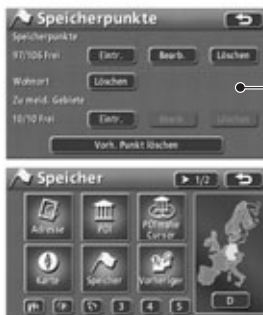 Speicherpunkte
Speicherpunkte
97/106 Frei Eintr. Bearb. Löschen
Wohnort Löschen
Zu meid. Gebiete
10/10 Frei Eintr. Bearb. Löschen
Vorh. Punkt löschen
Speicher 1/2
Adresse POI POI nahe Cursor
Karte Speicher Vorheriger
3 4 5 D